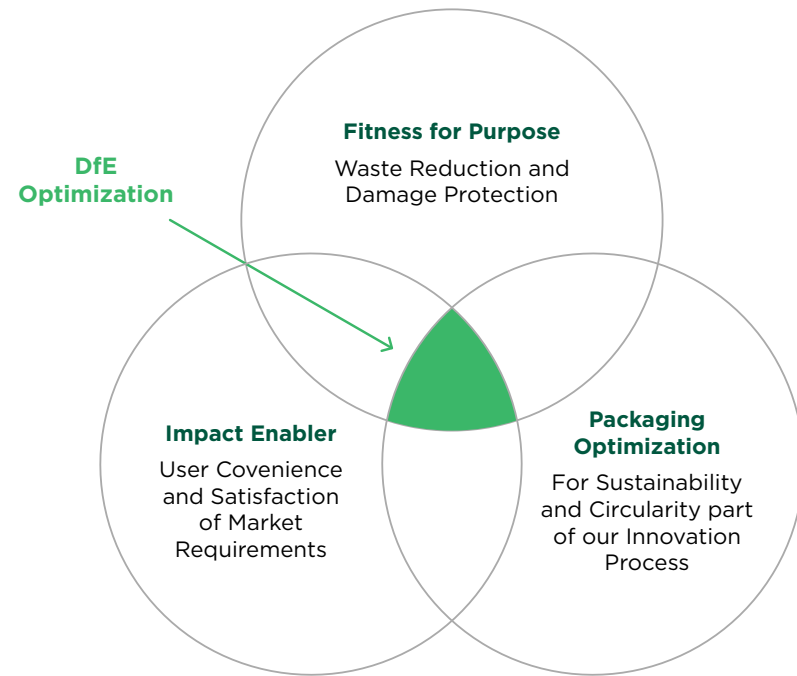 Fitness for Purpose
Waste Reduction and
Damage Protection
DfE
Optimization
Impact Enabler
User Covenience
and Satisfaction
of Market
Requirements
Packaging
Optimization
For Sustainability
and Circularity part
of our Innovation
Process